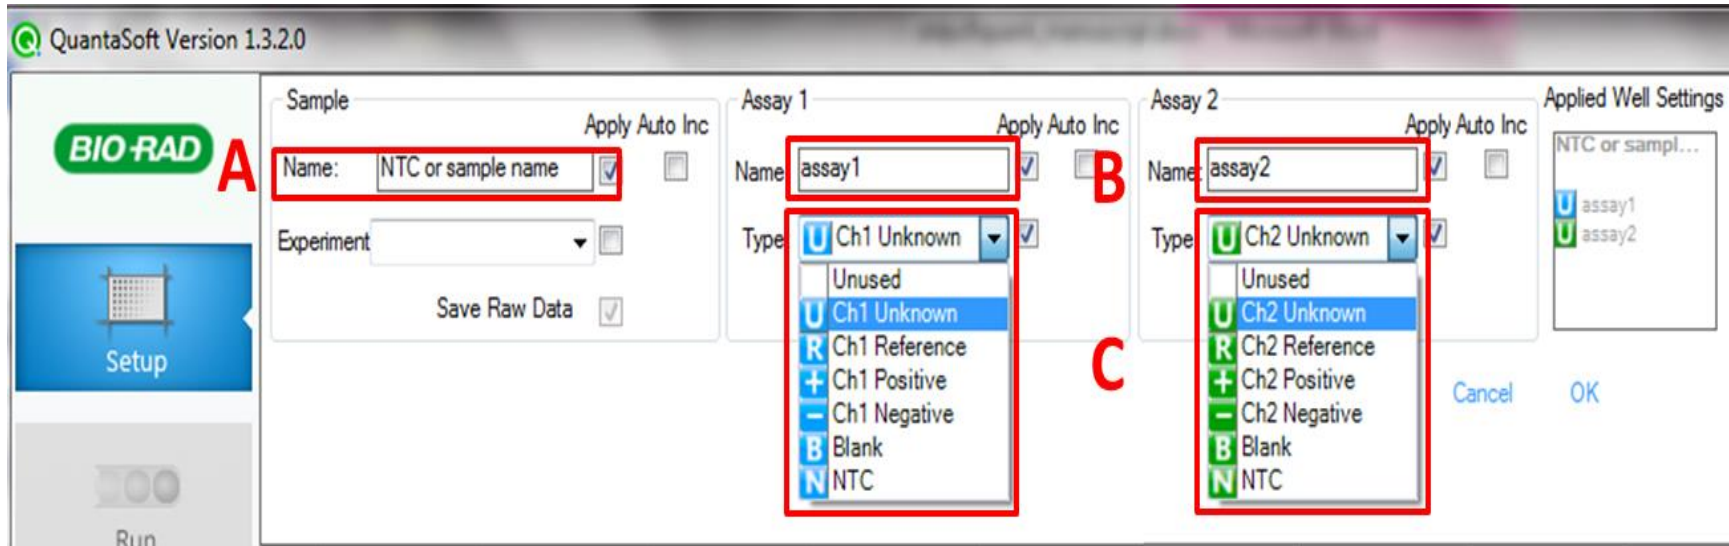 QuantaSoft Version 1.3.2.0
BIO-RAD
Setup
Run
A
Sample
Apply Auto Inc
Name: NTC or sample name
Experiment
Save Raw Data
Assay 1
Apply Auto Inc
Name assay1
Type U Ch1 Unknown
Unused
U Ch1 Unknown
R Ch1 Reference
+ Ch1 Positive
– Ch1 Negative
B Blank
N NTC
B
C
Assay 2
Apply Auto Inc
Name: assay2
Type U Ch2 Unknown
Unused
U Ch2 Unknown
R Ch2 Reference
+ Ch2 Positive
– Ch2 Negative
B Blank
N NTC
Applied Well Settings
NTC or sampl...
U assay1
U assay2
Cancel OK